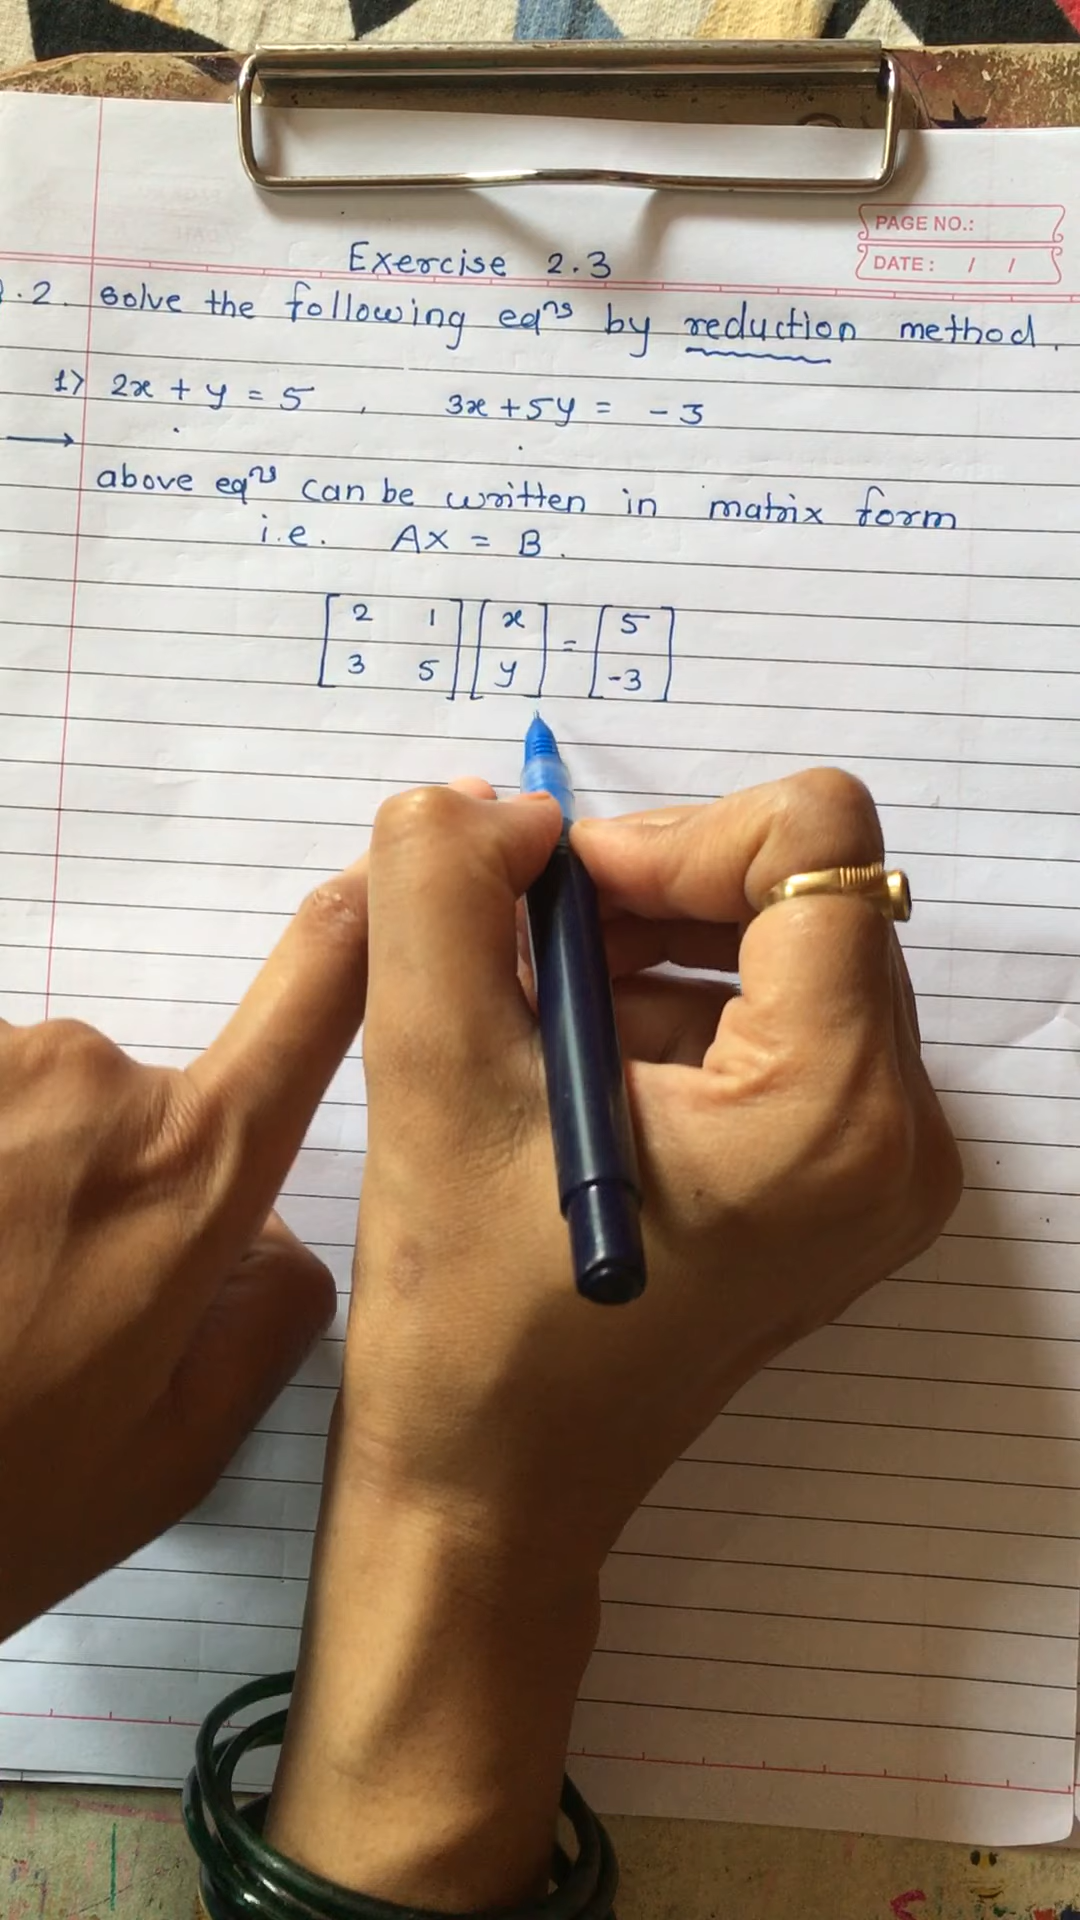 PAGE NO.:
DATE : / /
Exercise 2.3
.2. Solve the following eqⁿˢ by reduction method.
1> 2x + y = 5 , 3x + 5y = - 3
→ above eqⁿˢ can be written in matrix form
i.e. AX = B.
[2 1] [x] = [5]
[3 5] [y] [-3]